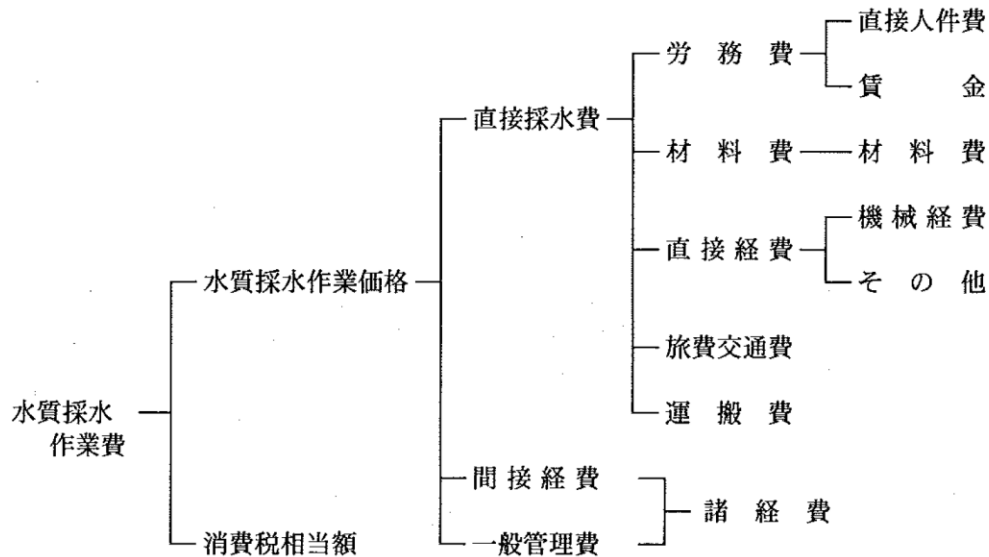 直接人件費
労務費
賃金
直接採水費
材料費
材料費
機械経費
直接経費
その他
水質採水作業価格
旅費交通費
運搬費
水質採水
作業費
間接経費
諸経費
消費税相当額
一般管理費